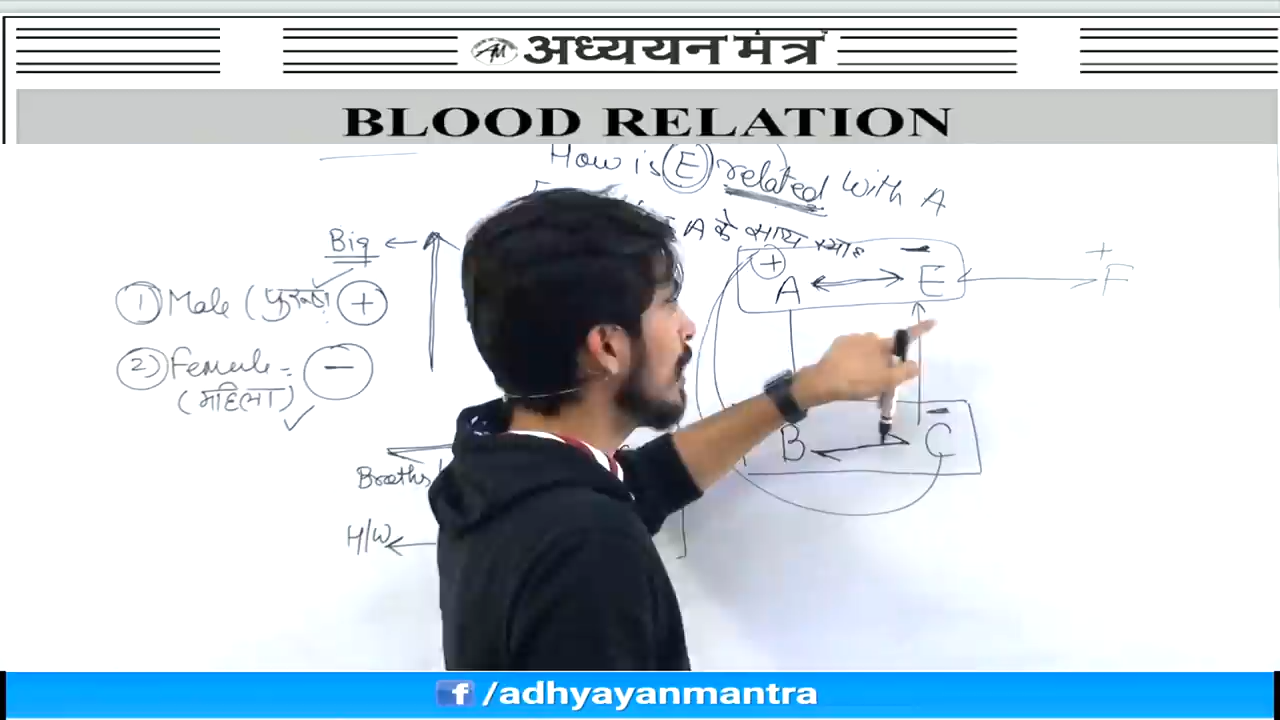 अध्ययन मंत्र
BLOOD RELATION
How is E related with A
A के साथ
Big
① Male (पुरुष) +
② Female -
(महिला)
+ A E - F +
B C -
H/W
f /adhyayanmantra